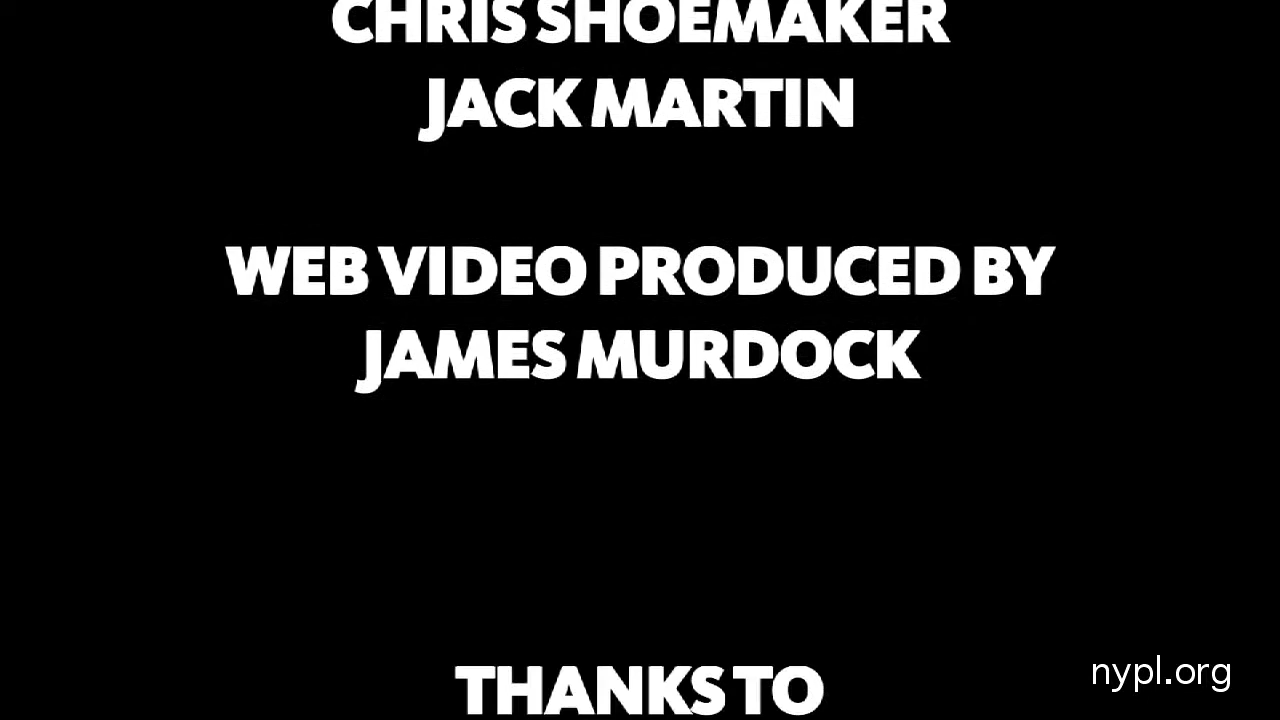 CHRIS SHOEMAKER
JACK MARTIN
WEB VIDEO PRODUCED BY
JAMES MURDOCK
THANKS TO
nypl.org